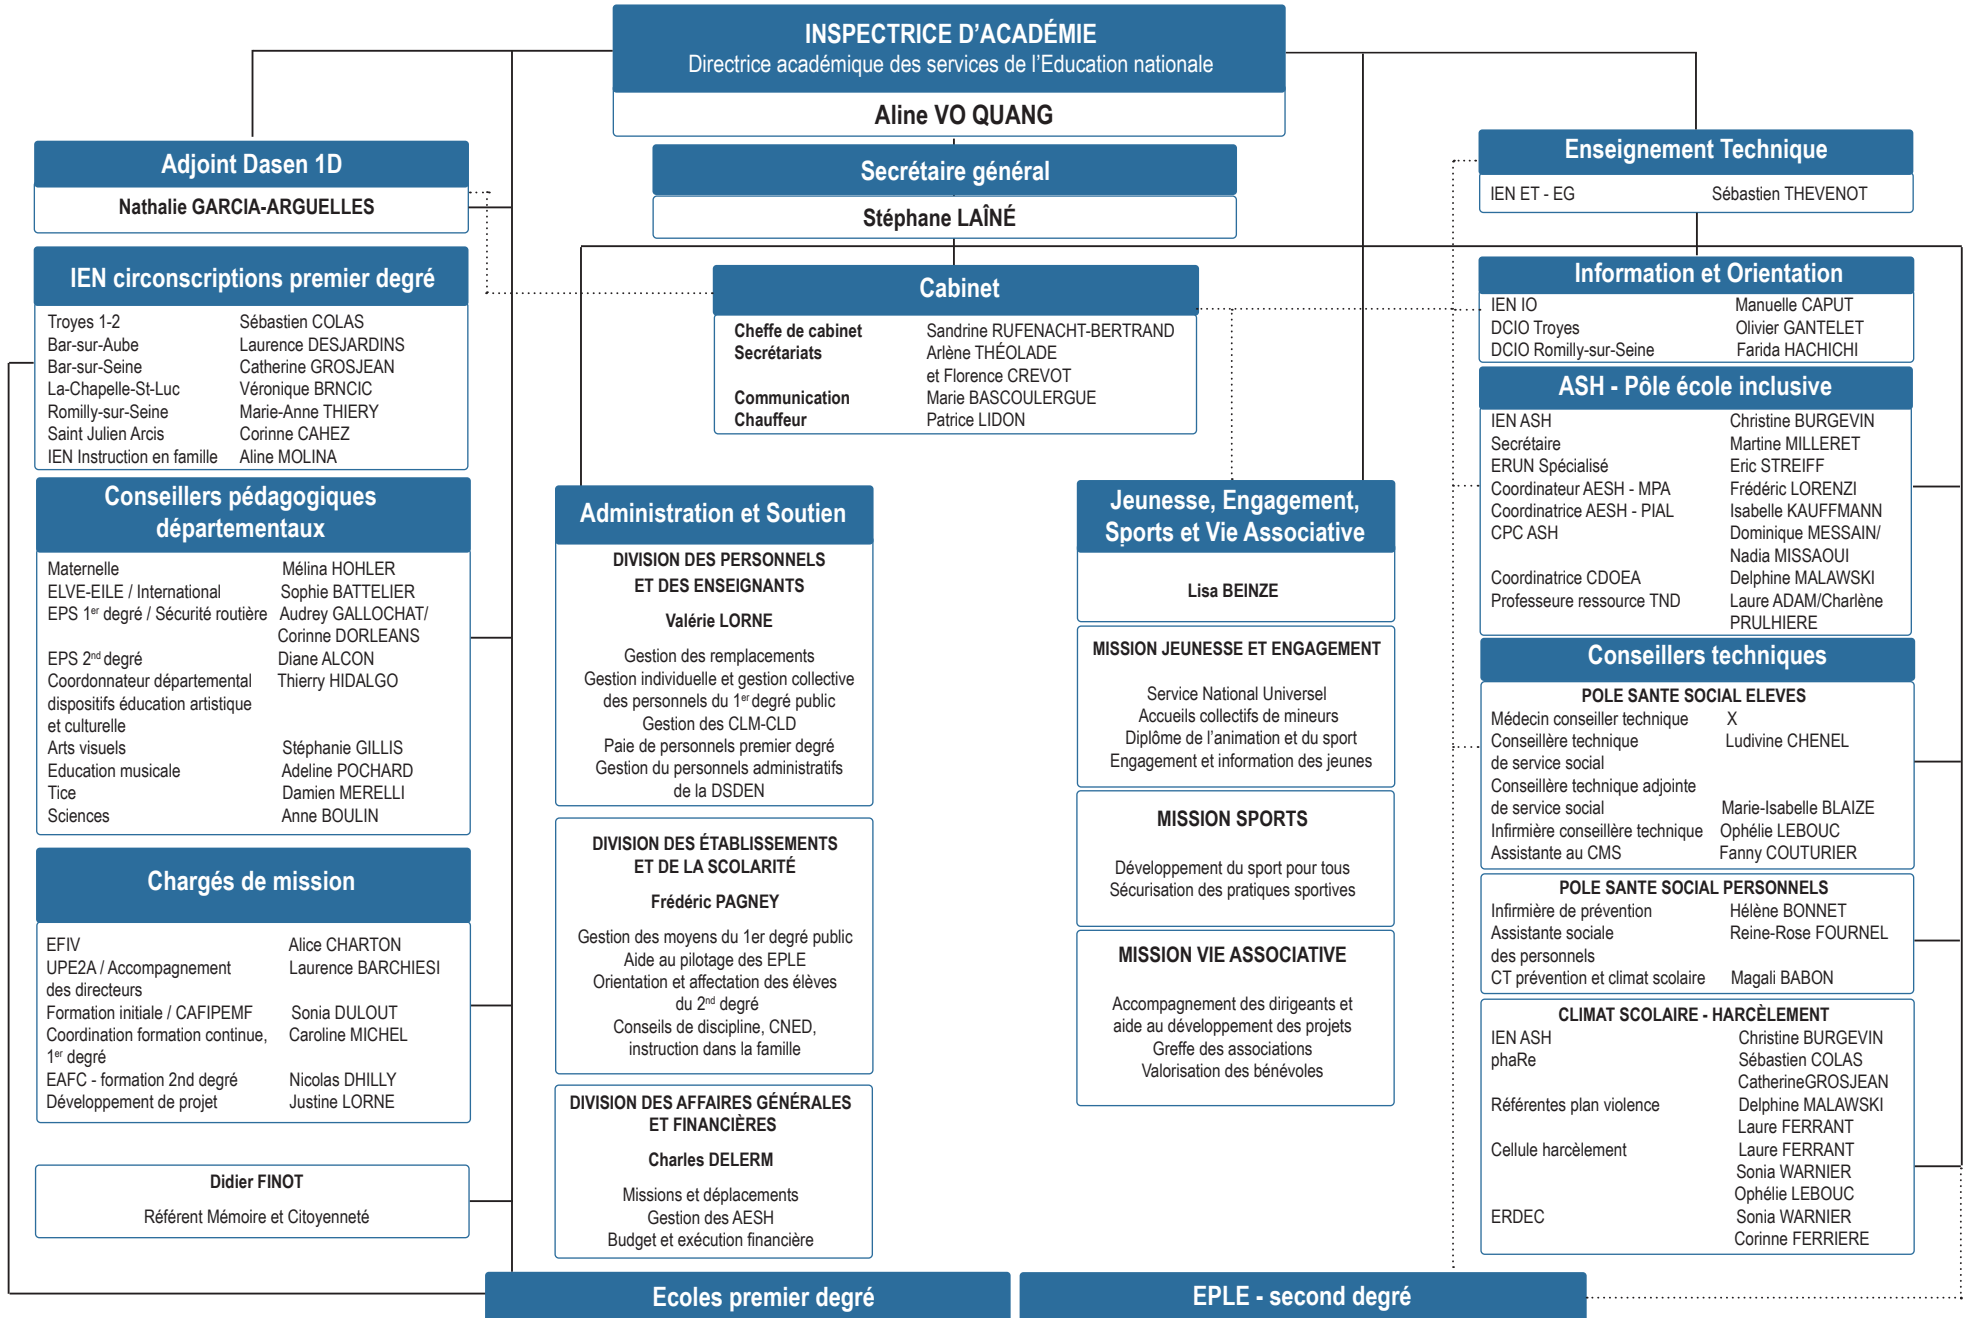 INSPECTRICE D'ACADÉMIE
Directrice académique des services de l'Education nationale
Aline VO QUANG
Adjoint Dasen 1D
Nathalie GARCIA-ARGUELLES
Secrétaire général
Stéphane LAÎNÉ
Enseignement Technique
IEN ET - EG Sébastien THEVENOT
IEN circonscriptions premier degré
Troyes 1-2 Sébastien COLAS
Bar-sur-Aube Laurence DESJARDINS
Bar-sur-Seine Catherine GROSJEAN
La-Chapelle-St-Luc Véronique BRNCIC
Romilly-sur-Seine Marie-Anne THIERY
Saint Julien Arcis Corinne CAHEZ
IEN Instruction en famille Aline MOLINA
Conseillers pédagogiques
départementaux
Maternelle Mélina HOHLER
ELVE-EILE / International Sophie BATTELIER
EPS 1er degré / Sécurité routière Audrey GALLOCHAT/
Corinne DORLEANS
EPS 2nd degré Diane ALCON
Coordonnateur départemental Thierry HIDALGO
dispositifs éducation artistique
et culturelle
Arts visuels Stéphanie GILLIS
Education musicale Adeline POCHARD
Tice Damien MERELLI
Sciences Anne BOULIN
Chargés de mission
EFIV Alice CHARTON
UPE2A / Accompagnement Laurence BARCHIESI
des directeurs
Formation initiale / CAFIPEMF Sonia DULOUT
Coordination formation continue, Caroline MICHEL
1er degré
EAFC - formation 2nd degré Nicolas DHILLY
Développement de projet Justine LORNE
Didier FINOT
Référent Mémoire et Citoyenneté
Cabinet
Cheffe de cabinet Sandrine RUFENACHT-BERTRAND
Secrétariats Arlène THÉOLADE
et Florence CREVOT
Communication Marie BASCOULERGUE
Chauffeur Patrice LIDON
Administration et Soutien
DIVISION DES PERSONNELS
ET DES ENSEIGNANTS
Valérie LORNE
Gestion des remplacements
Gestion individuelle et gestion collective
des personnels du 1er degré public
Gestion des CLM-CLD
Paie de personnels premier degré
Gestion du personnels administratifs
de la DSDEN
DIVISION DES ÉTABLISSEMENTS
ET DE LA SCOLARITÉ
Frédéric PAGNEY
Gestion des moyens du 1er degré public
Aide au pilotage des EPLE
Orientation et affectation des élèves
du 2nd degré
Conseils de discipline, CNED,
instruction dans la famille
DIVISION DES AFFAIRES GÉNÉRALES
ET FINANCIÈRES
Charles DELERM
Missions et déplacements
Gestion des AESH
Budget et exécution financière
Jeunesse, Engagement,
Sports et Vie Associative
Lisa BEINZE
MISSION JEUNESSE ET ENGAGEMENT
Service National Universel
Accueils collectifs de mineurs
Diplôme de l'animation et du sport
Engagement et information des jeunes
MISSION SPORTS
Développement du sport pour tous
Sécurisation des pratiques sportives
MISSION VIE ASSOCIATIVE
Accompagnement des dirigeants et
aide au développement des projets
Greffe des associations
Valorisation des bénévoles
Information et Orientation
IEN IO Manuelle CAPUT
DCIO Troyes Olivier GANTELET
DCIO Romilly-sur-Seine Farida HACHICHI
ASH - Pôle école inclusive
IEN ASH Christine BURGEVIN
Secrétaire Martine MILLERET
ERUN Spécialisé Eric STREIFF
Coordinateur AESH - MPA Frédéric LORENZI
Coordinatrice AESH - PIAL Isabelle KAUFFMANN
CPC ASH Dominique MESSAIN/
Nadia MISSAOUI
Coordinatrice CDOEA Delphine MALAWSKI
Professeure ressource TND Laure ADAM/Charlène
PRULHIERE
Conseillers techniques
POLE SANTE SOCIAL ELEVES
Médecin conseiller technique X
Conseillère technique Ludivine CHENEL
de service social
Conseillère technique adjointe
de service social Marie-Isabelle BLAIZE
Infirmière conseillère technique Ophélie LEBOUC
Assistante au CMS Fanny COUTURIER
POLE SANTE SOCIAL PERSONNELS
Infirmière de prévention Hélène BONNET
Assistante sociale Reine-Rose FOURNEL
des personnels
CT prévention et climat scolaire Magali BABON
CLIMAT SCOLAIRE - HARCÈLEMENT
IEN ASH Christine BURGEVIN
phaRe Sébastien COLAS
CatherineGROSJEAN
Référentes plan violence Delphine MALAWSKI
Laure FERRANT
Cellule harcèlement Laure FERRANT
Sonia WARNIER
Ophélie LEBOUC
ERDEC Sonia WARNIER
Corinne FERRIERE
Ecoles premier degré
EPLE - second degré